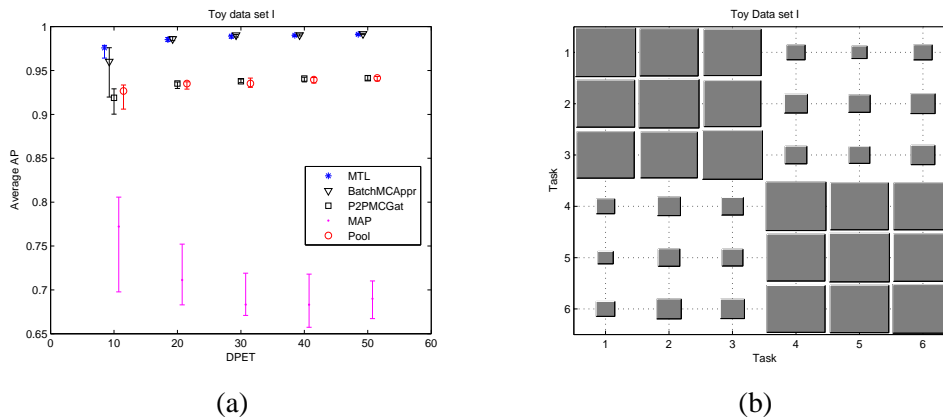 Toy data set I
1
0.95
0.9
0.85
0.8
0.75
0.7
0.65
Average AP
MTL
BatchMCAppr
P2PMCGat
MAP
Pool
0 10 20 30 40 50 60
DPET
(a)
Toy Data set I
1
2
3
4
5
6
Task
1 2 3 4 5 6
Task
(b)